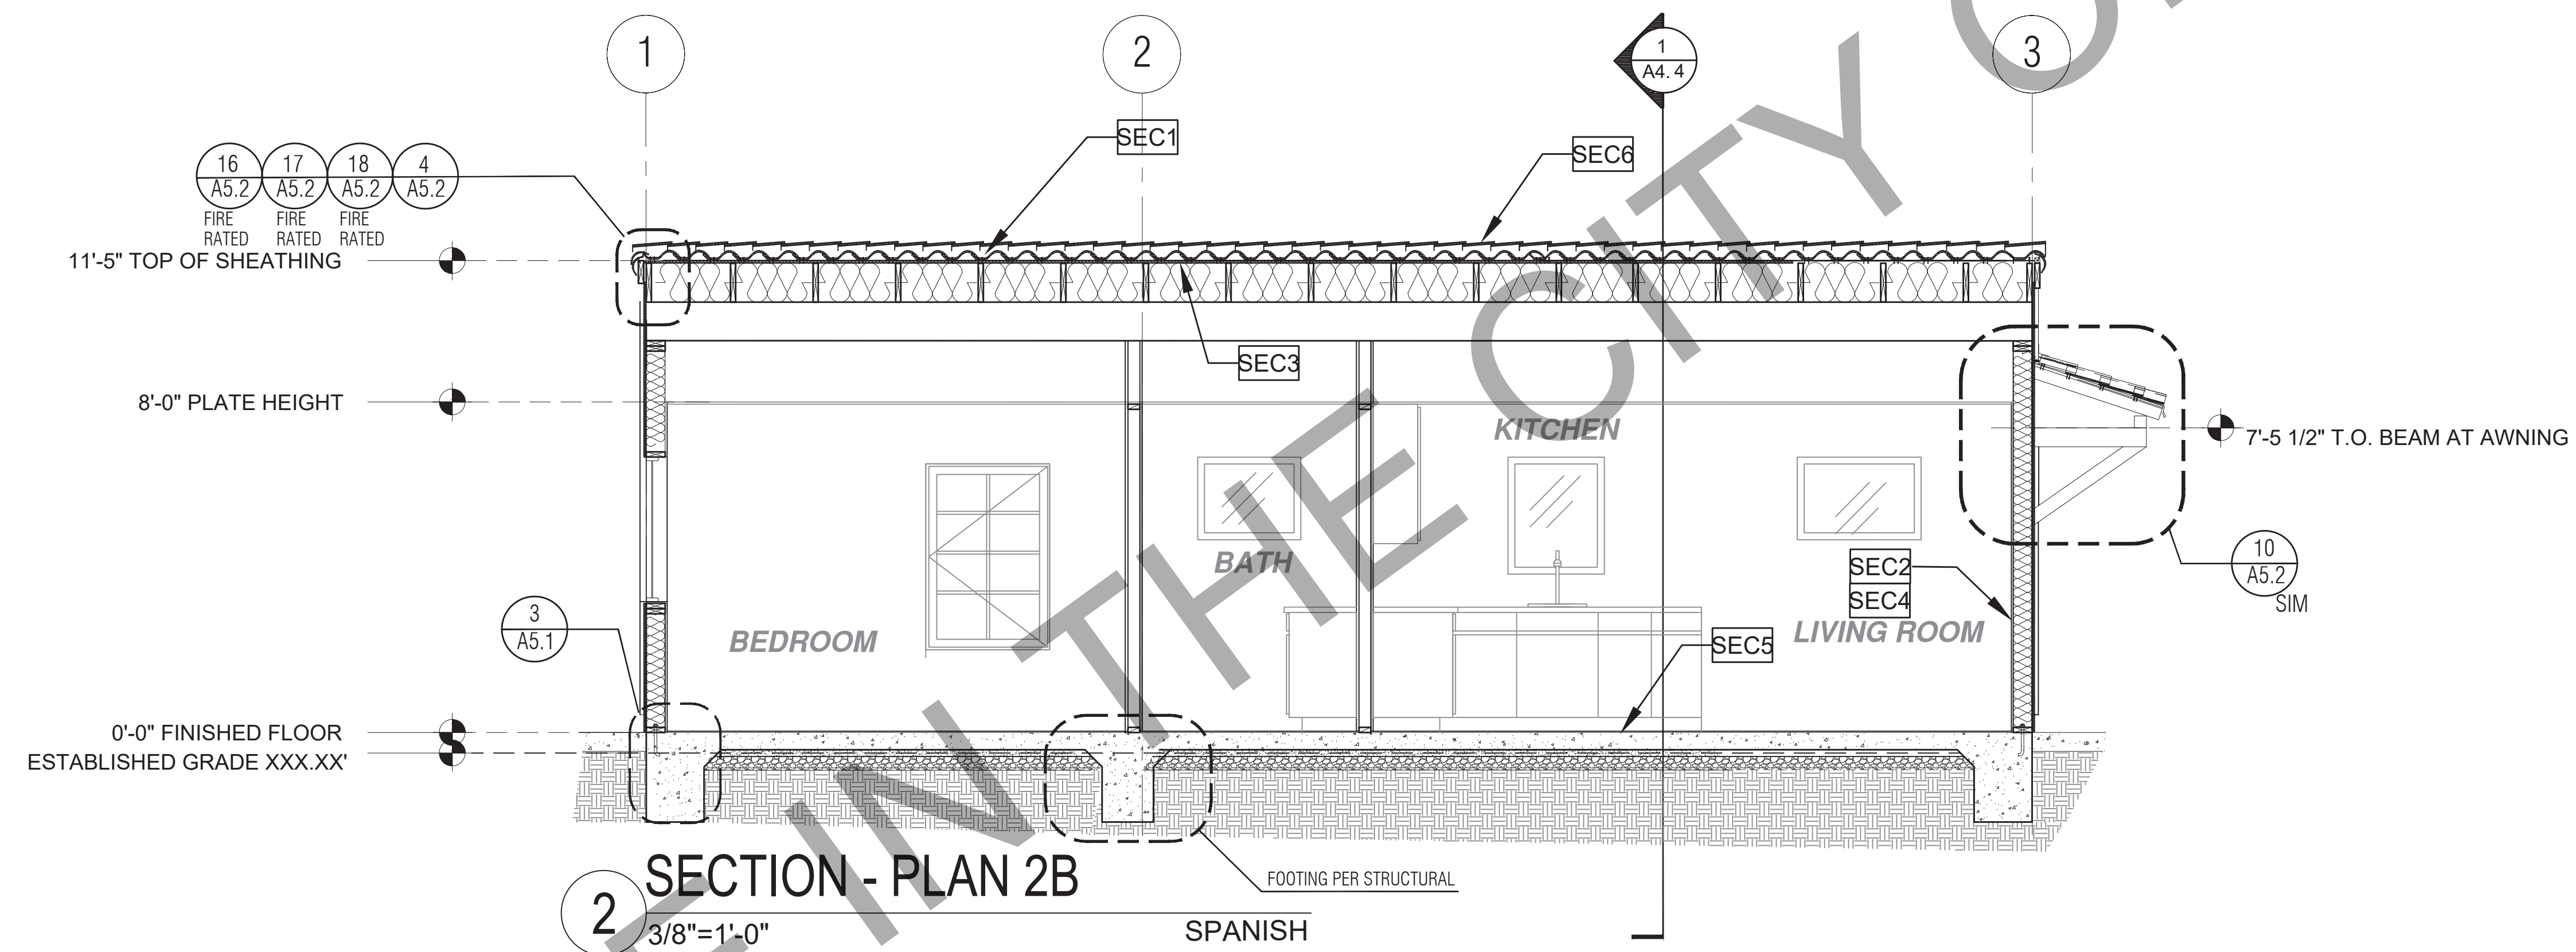 1
2
1
A4.4
3
SEC1
SEC6
16
A5.2
17
A5.2
18
A5.2
4
A5.2
FIRE
RATED
FIRE
RATED
FIRE
RATED
11'-5" TOP OF SHEATHING
SEC3
8'-0" PLATE HEIGHT
KITCHEN
7'-5 1/2" T.O. BEAM AT AWNING
BATH
SEC2
SEC4
10
A5.2
SIM
3
A5.1
BEDROOM
LIVING ROOM
SEC5
0'-0" FINISHED FLOOR
ESTABLISHED GRADE XXX.XX'
2
SECTION - PLAN 2B
FOOTING PER STRUCTURAL
3/8"=1'-0"
SPANISH
IN THE CITY